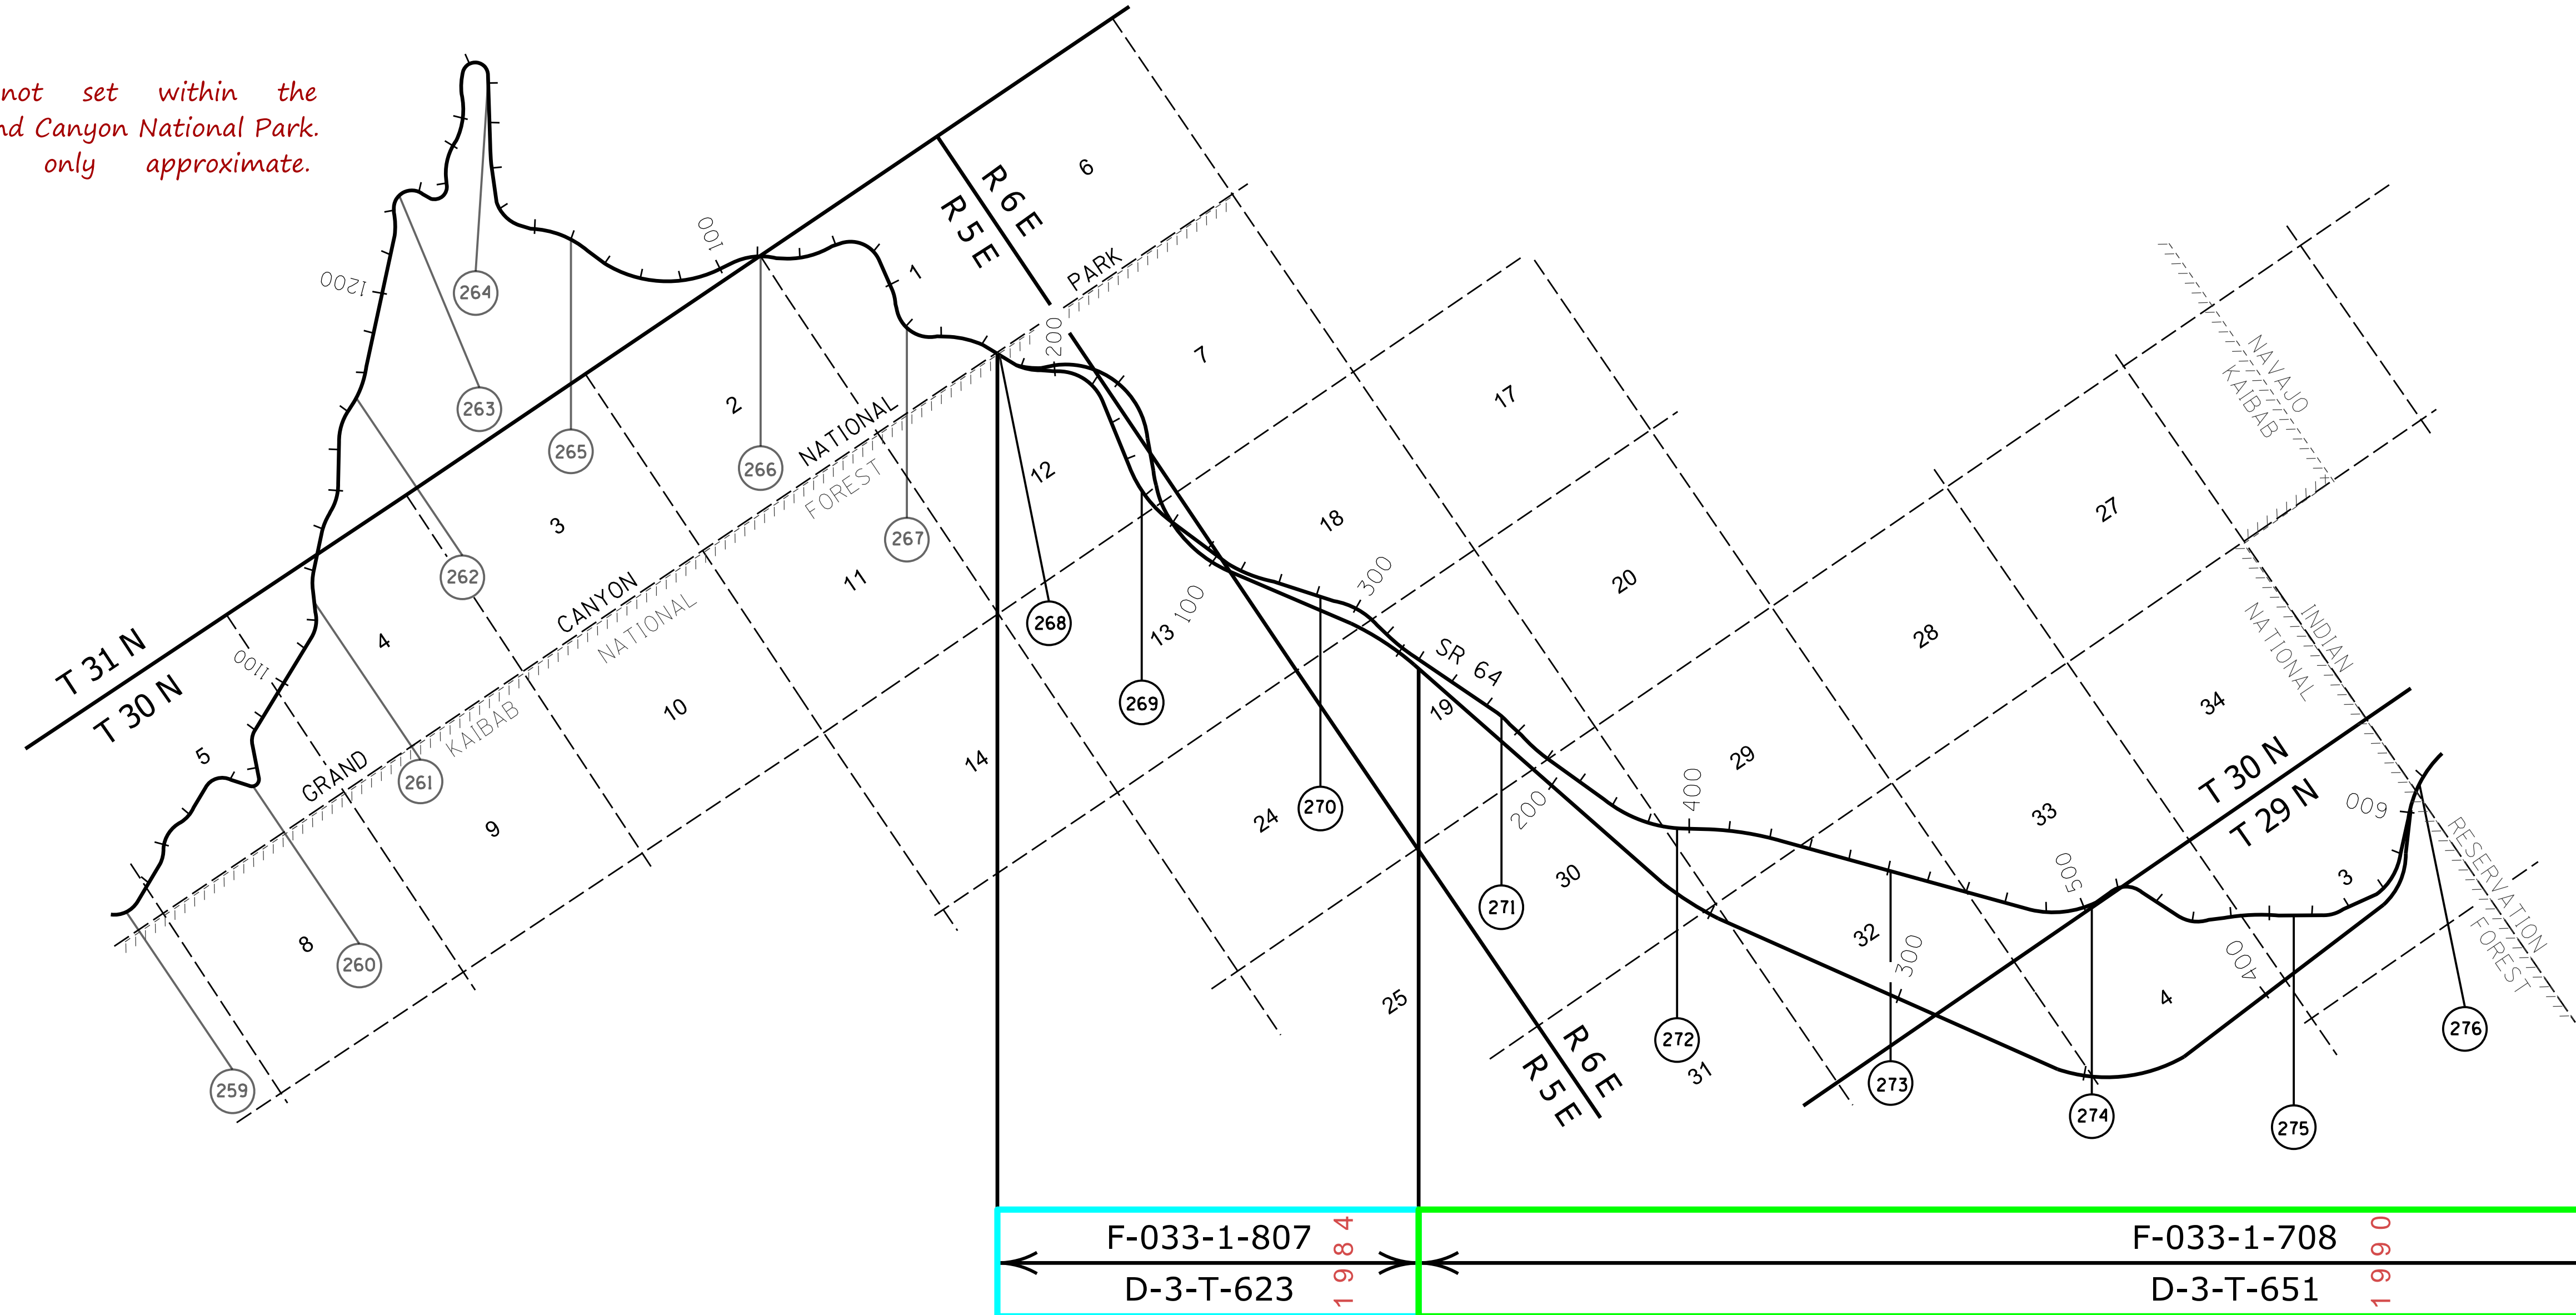 not set within the
nd Canyon National Park.
only approximate.
T 31 N
T 30 N
R 6 E
R 5 E
6
1
PARK
200
100
1200
264
263
265
266
267
262
261
260
259
2
3
4
5
7
8
9
10
11
12
13
14
17
18
19
20
24
25
27
28
29
30
31
32
33
34
3
4
GRAND
CANYON
NATIONAL
KAIBAB
NATIONAL
FOREST
1100
100
300
SR 64
200
400
300
500
400
600
268
269
270
271
272
273
274
275
276
NAVAJO
KAIBAB
INDIAN
NATIONAL
RESERVATION
FOREST
T 30 N
T 29 N
R 6 E
R 5 E
F-033-1-807
D-3-T-623
1984
F-033-1-708
D-3-T-651
1990